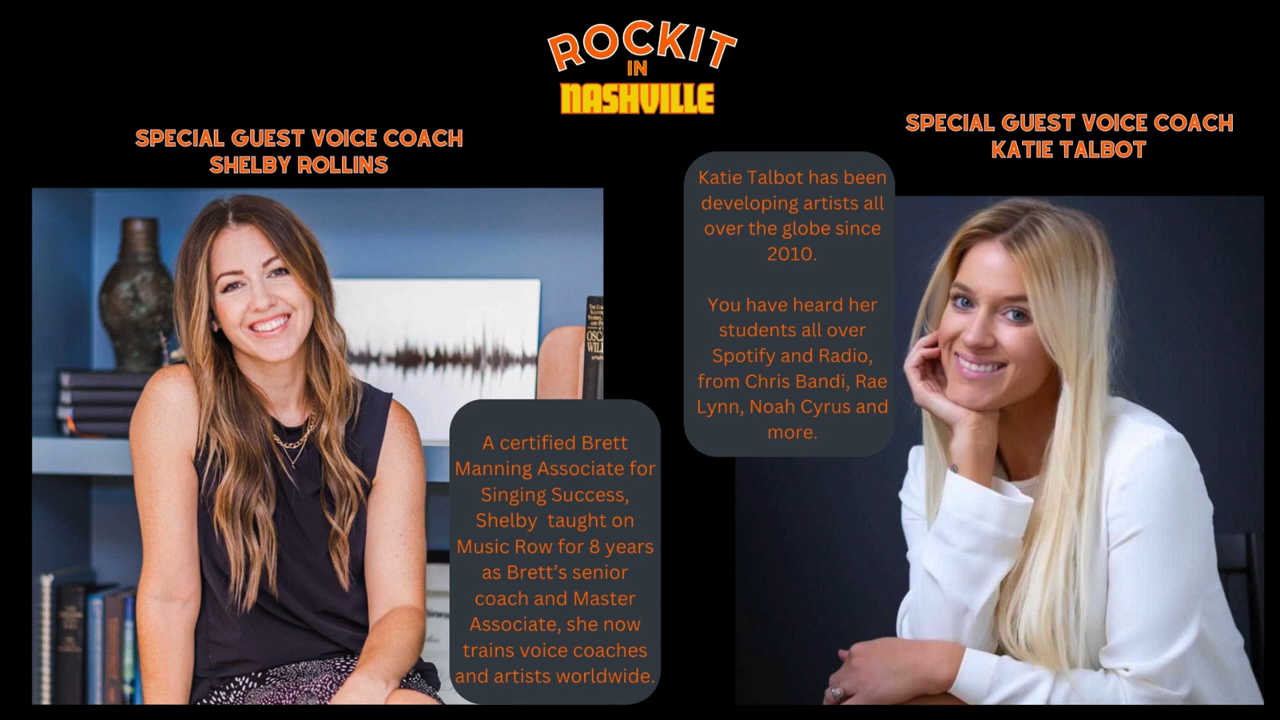 ROCKIT
IN
NASHVILLE
SPECIAL GUEST VOICE COACH
SHELBY ROLLINS
A certified Brett
Manning Associate for
Singing Success,
Shelby taught on
Music Row for 8 years
as Brett’s senior
coach and Master
Associate, she now
trains voice coaches
and artists worldwide.
SPECIAL GUEST VOICE COACH
KATIE TALBOT
Katie Talbot has been
developing artists all
over the globe since
2010.
You have heard her
students all over
Spotify and Radio,
from Chris Bandi, Rae
Lynn, Noah Cyrus and
more.